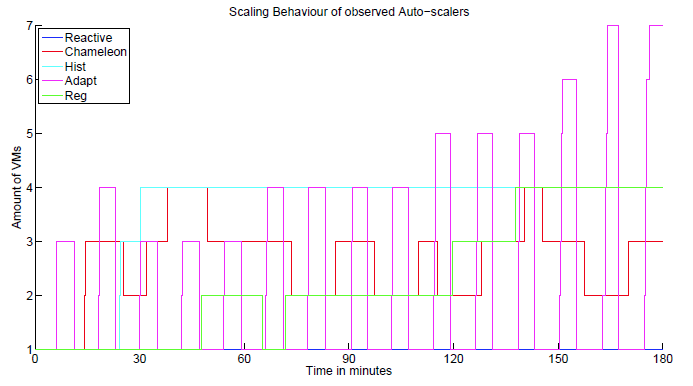 Scaling Behaviour of observed Auto−scalers
Reactive
Chameleon
Hist
Adapt
Reg
Amount of VMs
7
6
5
4
3
2
1
0 30 60 90 120 150 180
Time in minutes